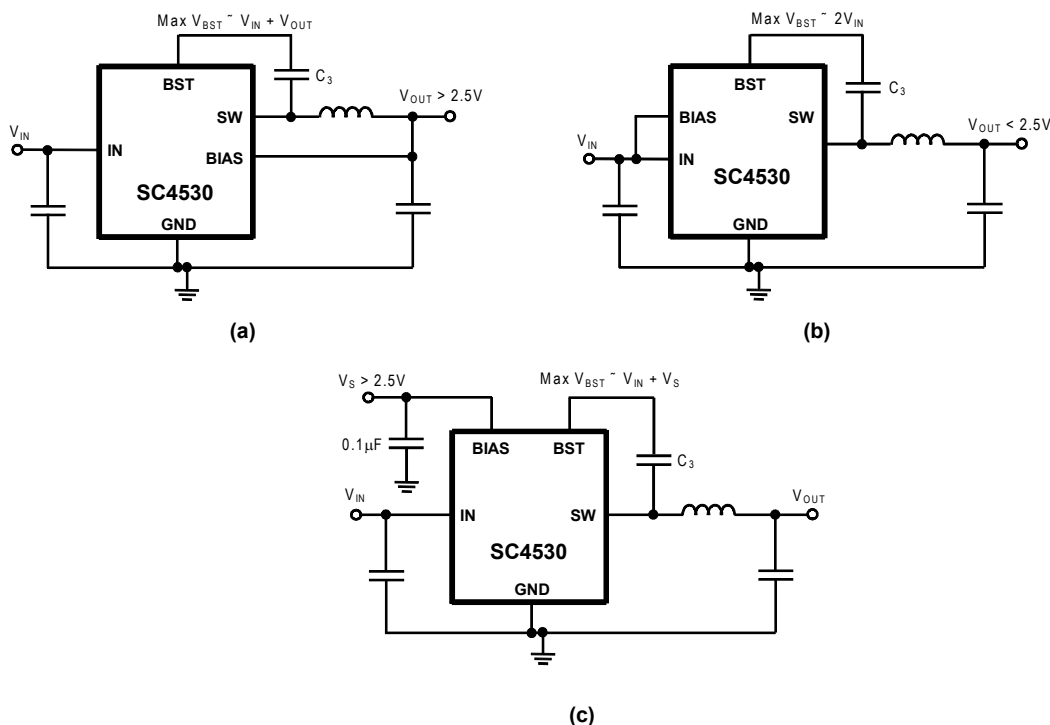 Max V_BST ~ V_IN + V_OUT
BST
C_3
SW
V_OUT > 2.5V
V_IN
IN
BIAS
SC4530
GND
(a)
Max V_BST ~ 2V_IN
BST
C_3
BIAS
SW
V_OUT < 2.5V
V_IN
IN
SC4530
GND
(b)
V_S > 2.5V
Max V_BST ~ V_IN + V_S
0.1µF
BIAS
BST
C_3
V_IN
IN
SW
V_OUT
SC4530
GND
(c)